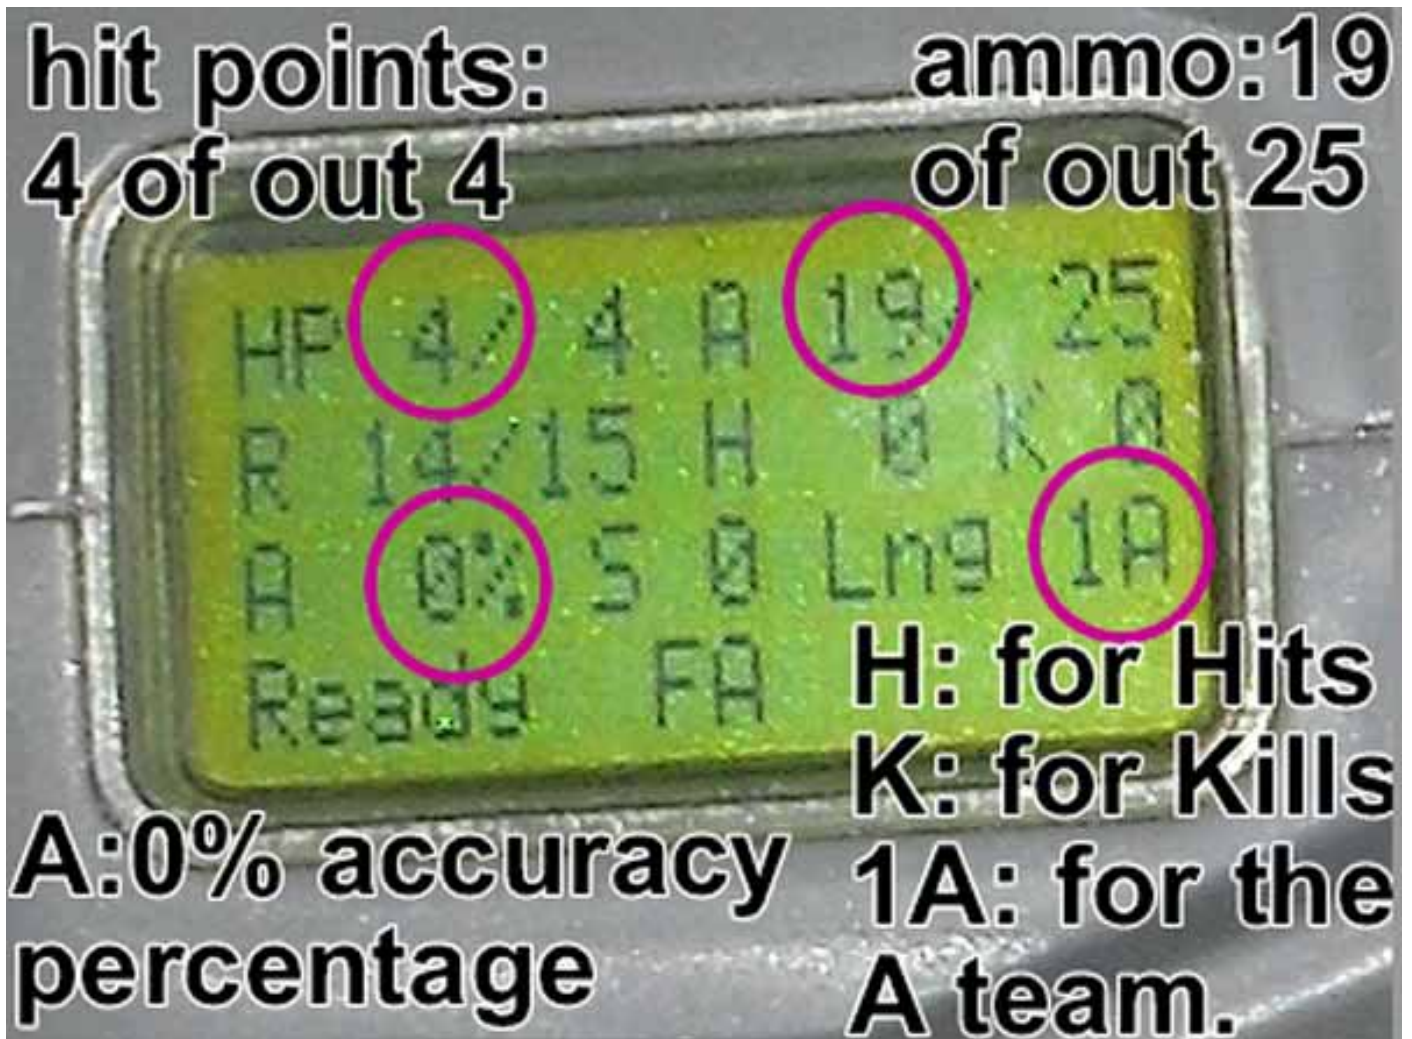 hit points:
4 of out 4
ammo:19
of out 25
HP 4/ 4 A 19/ 25
R 14/15 H 0 K 0
A 0% S 0 Lng 1A
Ready FA
H: for Hits
K: for Kills
1A: for the
A team.
A:0% accuracy
percentage